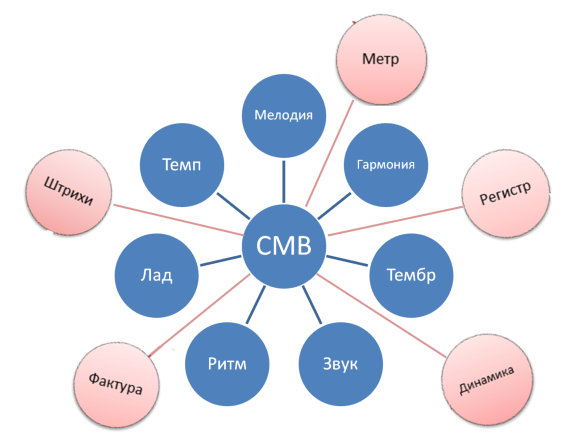 Метр
Мелодия
Темп
Гармония
Штрихи
Регистр
СМВ
Лад
Тембр
Ритм
Звук
Фактура
Динамика